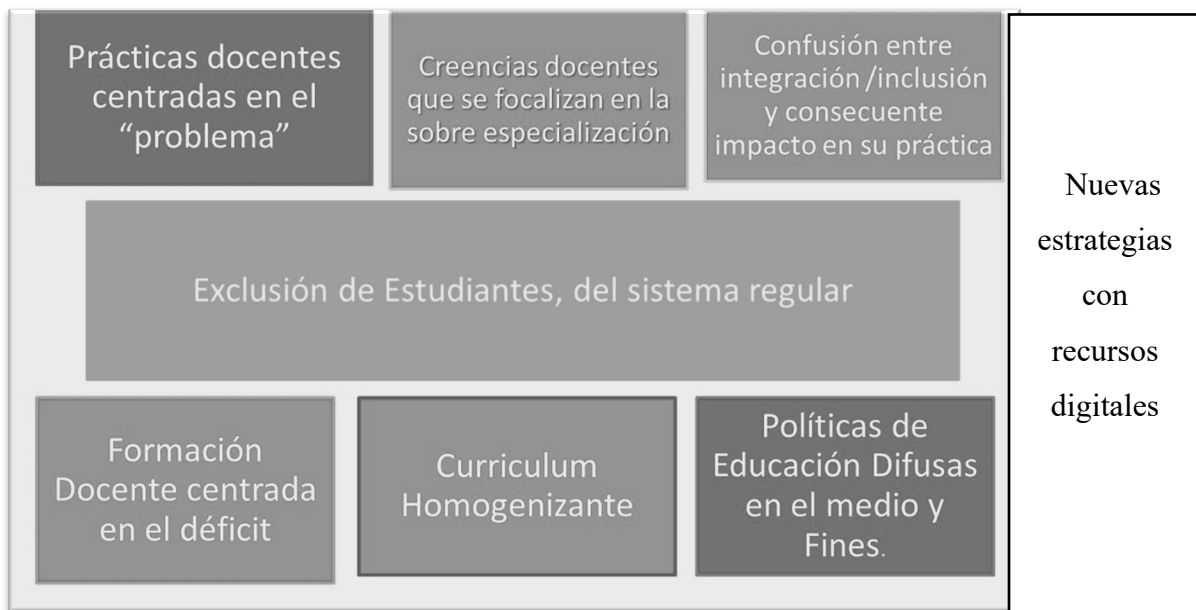 Prácticas docentes
centradas en el
“problema”
Creencias docentes
que se focalizan en la
sobre especialización
Confusión entre
integración /inclusión
y consecuente
impacto en su práctica
Exclusión de Estudiantes, del sistema regular
Formación
Docente centrada
en el déficit
Curriculum
Homogenizante
Políticas de
Educación Difusas
en el medio y
Fines.
Nuevas
estrategias
con
recursos
digitales